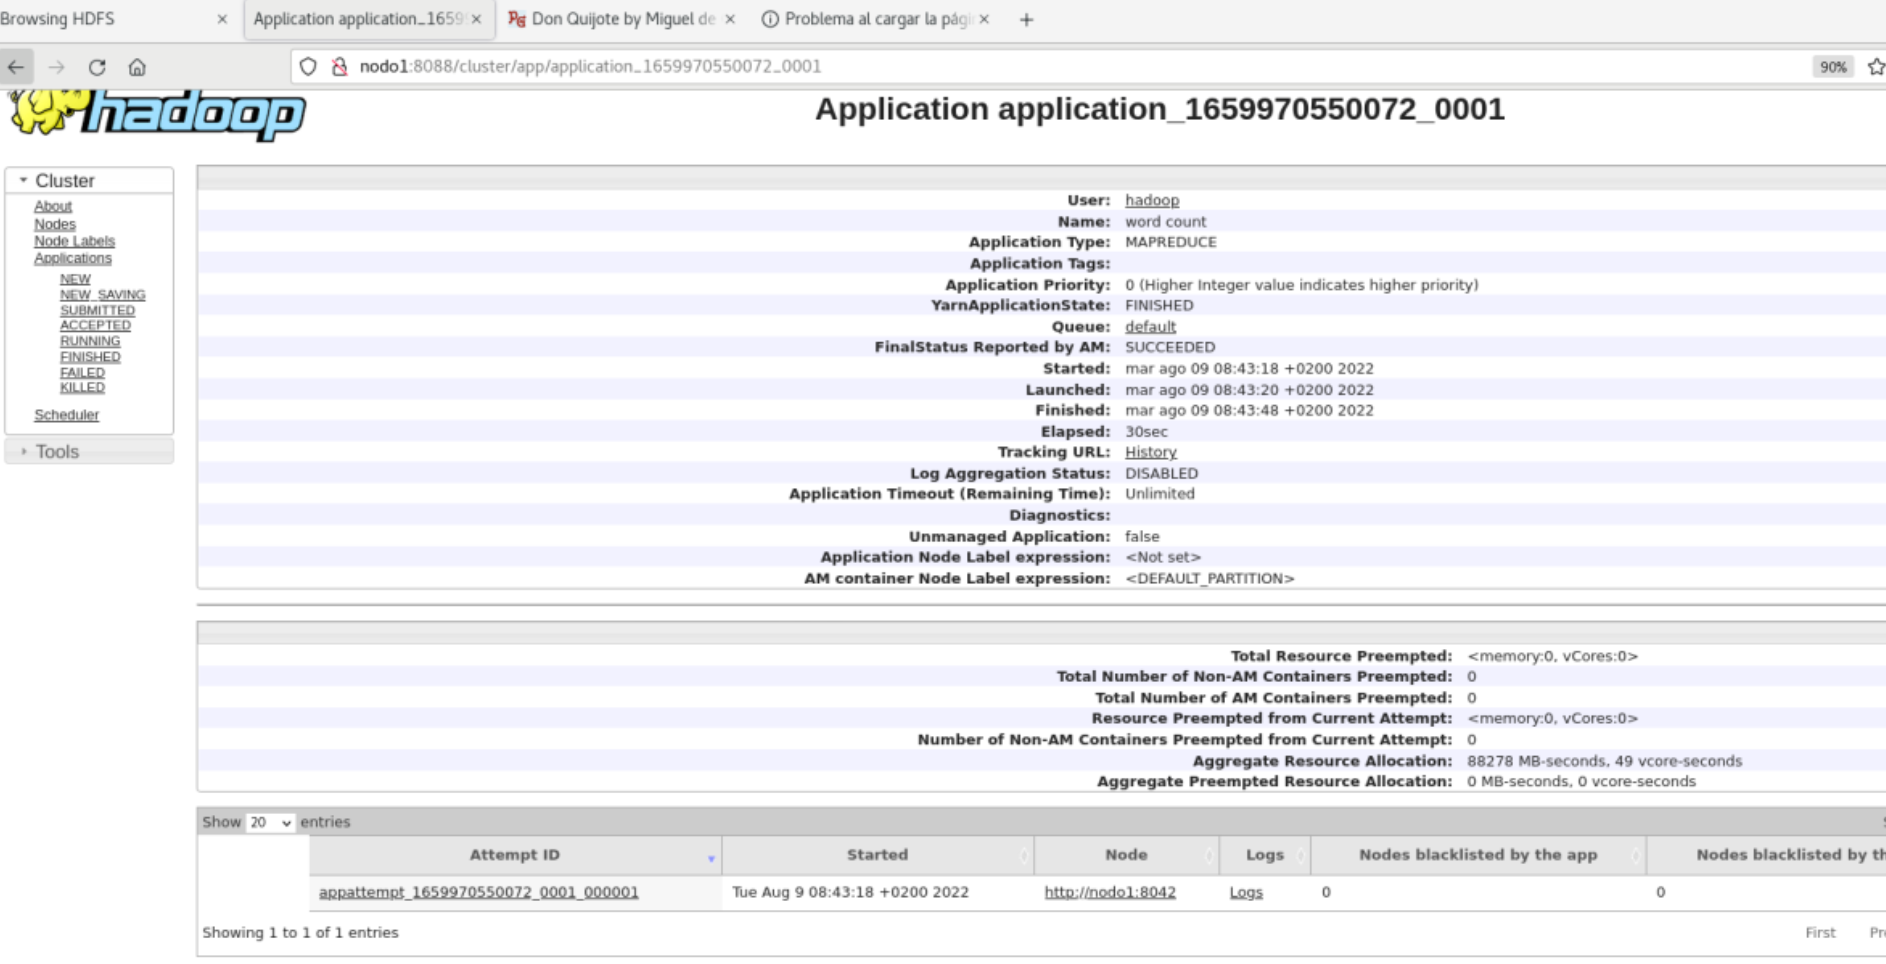 Browsing HDFS × Application application_1659 × PG Don Quijote by Miguel de × Problema al cargar la pági × +
nodo1:8088/cluster/app/application_1659970550072_0001 90%
hadoop
Application application_1659970550072_0001
Cluster
About
Nodes
Node Labels
Applications
NEW
NEW_SAVING
SUBMITTED
ACCEPTED
RUNNING
FINISHED
FAILED
KILLED
Scheduler
Tools
User: hadoop
Name: word count
Application Type: MAPREDUCE
Application Tags:
Application Priority: 0 (Higher Integer value indicates higher priority)
YarnApplicationState: FINISHED
Queue: default
FinalStatus Reported by AM: SUCCEEDED
Started: mar ago 09 08:43:18 +0200 2022
Launched: mar ago 09 08:43:20 +0200 2022
Finished: mar ago 09 08:43:48 +0200 2022
Elapsed: 30sec
Tracking URL: History
Log Aggregation Status: DISABLED
Application Timeout (Remaining Time): Unlimited
Diagnostics:
Unmanaged Application: false
Application Node Label expression: <Not set>
AM container Node Label expression: <DEFAULT_PARTITION>
Total Resource Preempted: <memory:0, vCores:0>
Total Number of Non-AM Containers Preempted: 0
Total Number of AM Containers Preempted: 0
Resource Preempted from Current Attempt: <memory:0, vCores:0>
Number of Non-AM Containers Preempted from Current Attempt: 0
Aggregate Resource Allocation: 88278 MB-seconds, 49 vcore-seconds
Aggregate Preempted Resource Allocation: 0 MB-seconds, 0 vcore-seconds
Show 20 entries
Attempt ID Started Node Logs Nodes blacklisted by the app Nodes blacklisted by th
appattempt_1659970550072_0001_000001 Tue Aug 9 08:43:18 +0200 2022 http://nodo1:8042 Logs 0 0
Showing 1 to 1 of 1 entries First Pr